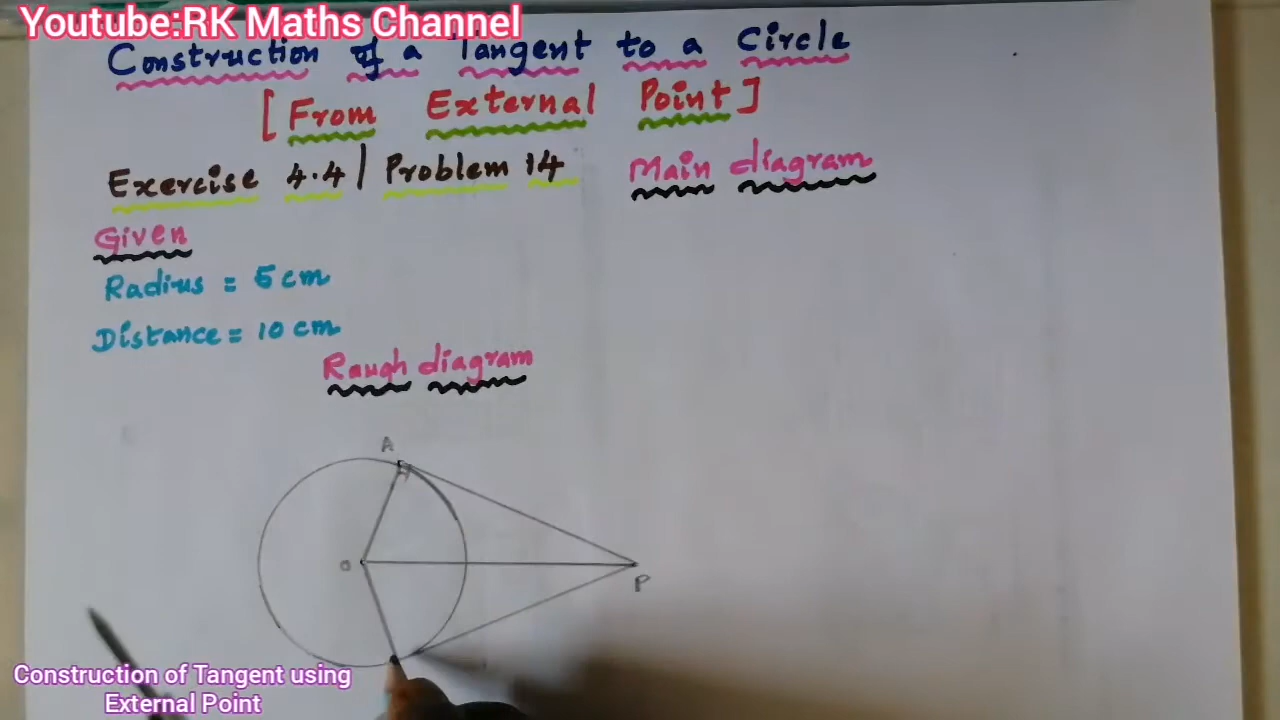 Youtube:RK Maths Channel
Construction of a Tangent to a Circle
[From External Point]
Exercise 4.4 | Problem 14
Main diagram
Given
Radius = 5 cm
Distance = 10 cm
Rough diagram
A
O
P
Construction of Tangent using
External Point